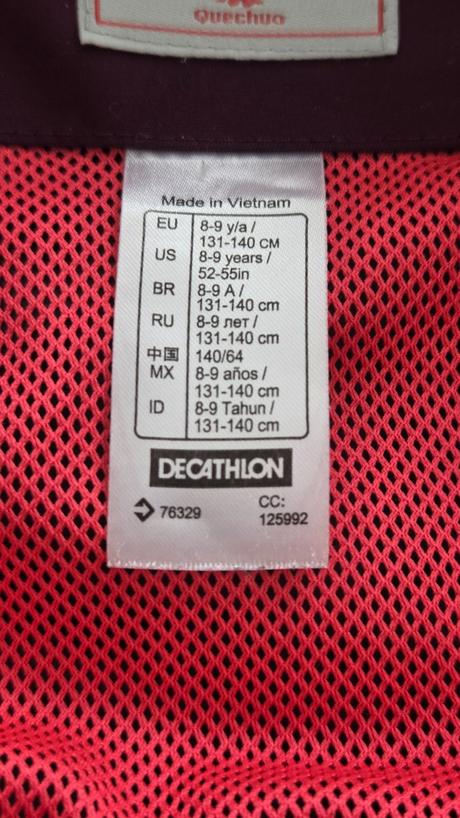 Quechua
Made in Vietnam
EU 8-9 y/a /
131-140 CM
US 8-9 years /
52-55in
BR 8-9 A /
131-140 cm
RU 8-9 лет /
131-140 cm
中国 140/64
MX 8-9 años /
131-140 cm
ID 8-9 Tahun /
131-140 cm
DECATHLON
76329 CC:
125992